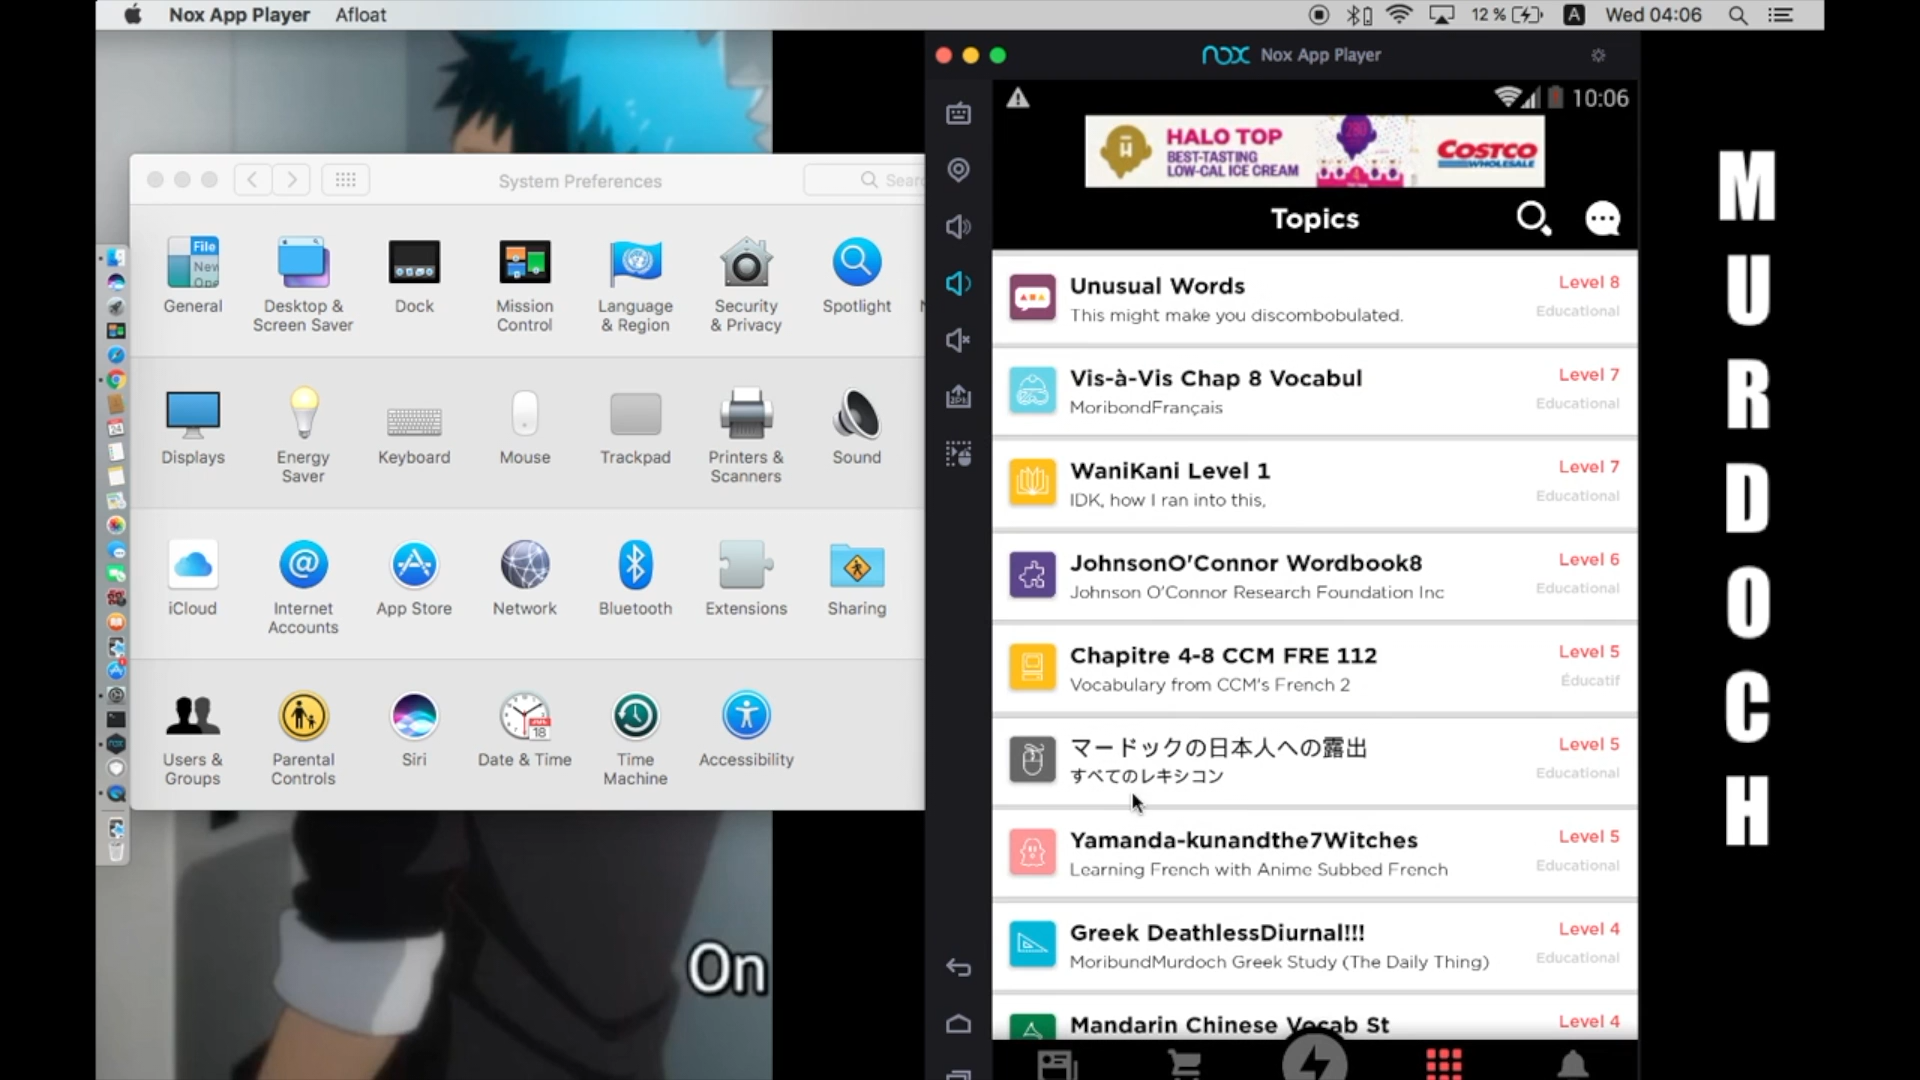 Nox App Player Afloat
12 % A Wed 04:06
System Preferences
File
New
General
Desktop &
Screen Saver
Dock
Mission
Control
Language
& Region
Security
& Privacy
Spotlight
Displays
Energy
Saver
Keyboard
Mouse
Trackpad
Printers &
Scanners
Sound
iCloud
Internet
Accounts
App Store
Network
Bluetooth
Extensions
Sharing
Users &
Groups
Parental
Controls
Siri
18
Date & Time
Time
Machine
Accessibility
On
nox Nox App Player
10:06
HALO TOP
BEST-TASTING
LOW-CAL ICE CREAM
280
COSTCO
WHOLESALE
Topics
Unusual Words
Level 8
This might make you discombobulated.
Educational
Vis-à-Vis Chap 8 Vocabul
Level 7
MoribondFrançais
Educational
WaniKani Level 1
Level 7
IDK, how I ran into this,
Educational
JohnsonO'Connor Wordbook8
Level 6
Johnson O'Connor Research Foundation Inc
Educational
Chapitre 4-8 CCM FRE 112
Level 5
Vocabulary from CCM's French 2
Éducatif
マードックの日本人への露出
Level 5
すべてのレキシコン
Educational
Yamanda-kunandthe7Witches
Level 5
Learning French with Anime Subbed French
Educational
Greek DeathlessDiurnal!!!
Level 4
MoribundMurdoch Greek Study (The Daily Thing)
Educational
Mandarin Chinese Vocab St
Level 4
MURDOCH